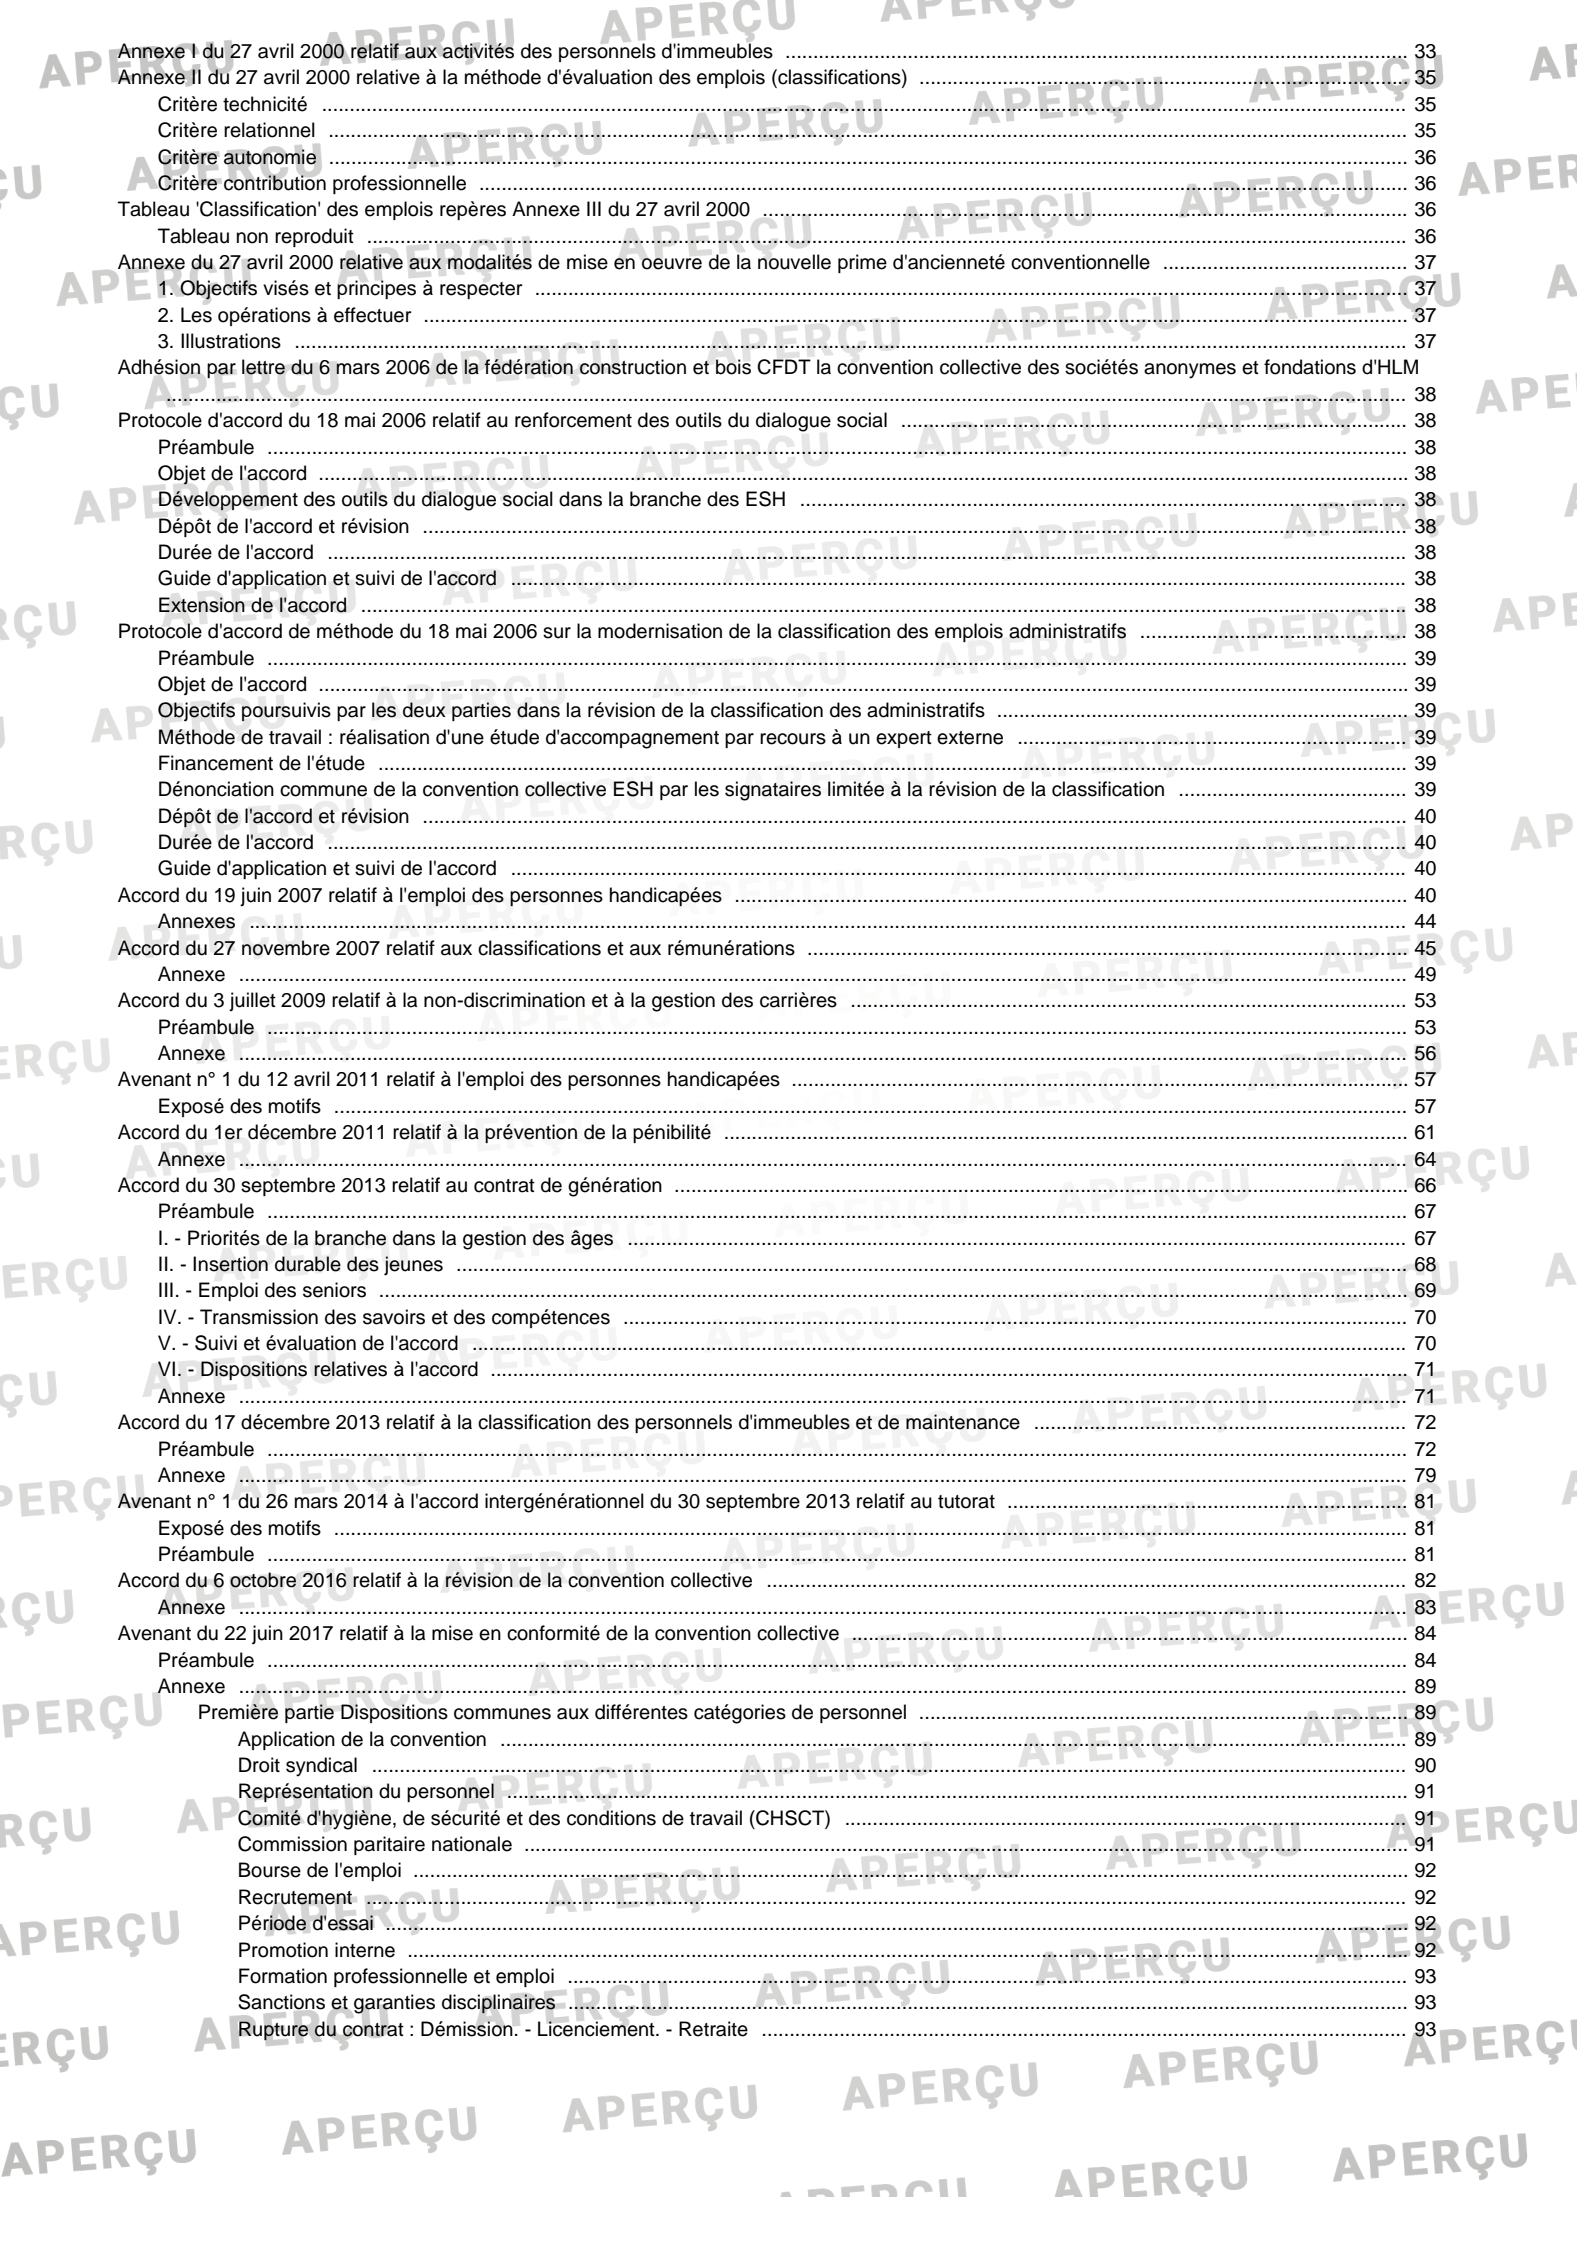 Annexe I du 27 avril 2000 relatif aux activités des personnels d'immeubles ... 33
Annexe II du 27 avril 2000 relative à la méthode d'évaluation des emplois (classifications) ... 35
Critère technicité ... 35
Critère relationnel ... 35
Critère autonomie ... 36
Critère contribution professionnelle ... 36
Tableau 'Classification' des emplois repères Annexe III du 27 avril 2000 ... 36
Tableau non reproduit ... 36
Annexe du 27 avril 2000 relative aux modalités de mise en oeuvre de la nouvelle prime d'ancienneté conventionnelle ... 37
1. Objectifs visés et principes à respecter ... 37
2. Les opérations à effectuer ... 37
3. Illustrations ... 37
Adhésion par lettre du 6 mars 2006 de la fédération construction et bois CFDT la convention collective des sociétés anonymes et fondations d'HLM
... 38
Protocole d'accord du 18 mai 2006 relatif au renforcement des outils du dialogue social ... 38
Préambule ... 38
Objet de l'accord ... 38
Développement des outils du dialogue social dans la branche des ESH ... 38
Dépôt de l'accord et révision ... 38
Durée de l'accord ... 38
Guide d'application et suivi de l'accord ... 38
Extension de l'accord ... 38
Protocole d'accord de méthode du 18 mai 2006 sur la modernisation de la classification des emplois administratifs ... 38
Préambule ... 39
Objet de l'accord ... 39
Objectifs poursuivis par les deux parties dans la révision de la classification des administratifs ... 39
Méthode de travail : réalisation d'une étude d'accompagnement par recours à un expert externe ... 39
Financement de l'étude ... 39
Dénonciation commune de la convention collective ESH par les signataires limitée à la révision de la classification ... 39
Dépôt de l'accord et révision ... 40
Durée de l'accord ... 40
Guide d'application et suivi de l'accord ... 40
Accord du 19 juin 2007 relatif à l'emploi des personnes handicapées ... 40
Annexes ... 44
Accord du 27 novembre 2007 relatif aux classifications et aux rémunérations ... 45
Annexe ... 49
Accord du 3 juillet 2009 relatif à la non-discrimination et à la gestion des carrières ... 53
Préambule ... 53
Annexe ... 56
Avenant n° 1 du 12 avril 2011 relatif à l'emploi des personnes handicapées ... 57
Exposé des motifs ... 57
Accord du 1er décembre 2011 relatif à la prévention de la pénibilité ... 61
Annexe ... 64
Accord du 30 septembre 2013 relatif au contrat de génération ... 66
Préambule ... 67
I. - Priorités de la branche dans la gestion des âges ... 67
II. - Insertion durable des jeunes ... 68
III. - Emploi des seniors ... 69
IV. - Transmission des savoirs et des compétences ... 70
V. - Suivi et évaluation de l'accord ... 70
VI. - Dispositions relatives à l'accord ... 71
Annexe ... 71
Accord du 17 décembre 2013 relatif à la classification des personnels d'immeubles et de maintenance ... 72
Préambule ... 72
Annexe ... 79
Avenant n° 1 du 26 mars 2014 à l'accord intergénérationnel du 30 septembre 2013 relatif au tutorat ... 81
Exposé des motifs ... 81
Préambule ... 81
Accord du 6 octobre 2016 relatif à la révision de la convention collective ... 82
Annexe ... 83
Avenant du 22 juin 2017 relatif à la mise en conformité de la convention collective ... 84
Préambule ... 84
Annexe ... 89
Première partie Dispositions communes aux différentes catégories de personnel ... 89
Application de la convention ... 89
Droit syndical ... 90
Représentation du personnel ... 91
Comité d'hygiène, de sécurité et des conditions de travail (CHSCT) ... 91
Commission paritaire nationale ... 91
Bourse de l'emploi ... 92
Recrutement ... 92
Période d'essai ... 92
Promotion interne ... 92
Formation professionnelle et emploi ... 93
Sanctions et garanties disciplinaires ... 93
Rupture du contrat : Démission. - Licenciement. - Retraite ... 93
APERÇU